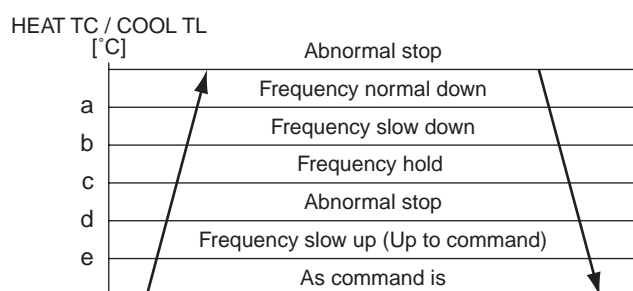 HEAT TC / COOL TL
[˚C]
Abnormal stop
Frequency normal down
a
Frequency slow down
b
Frequency hold
c
Abnormal stop
d
Frequency slow up (Up to command)
e
As command is